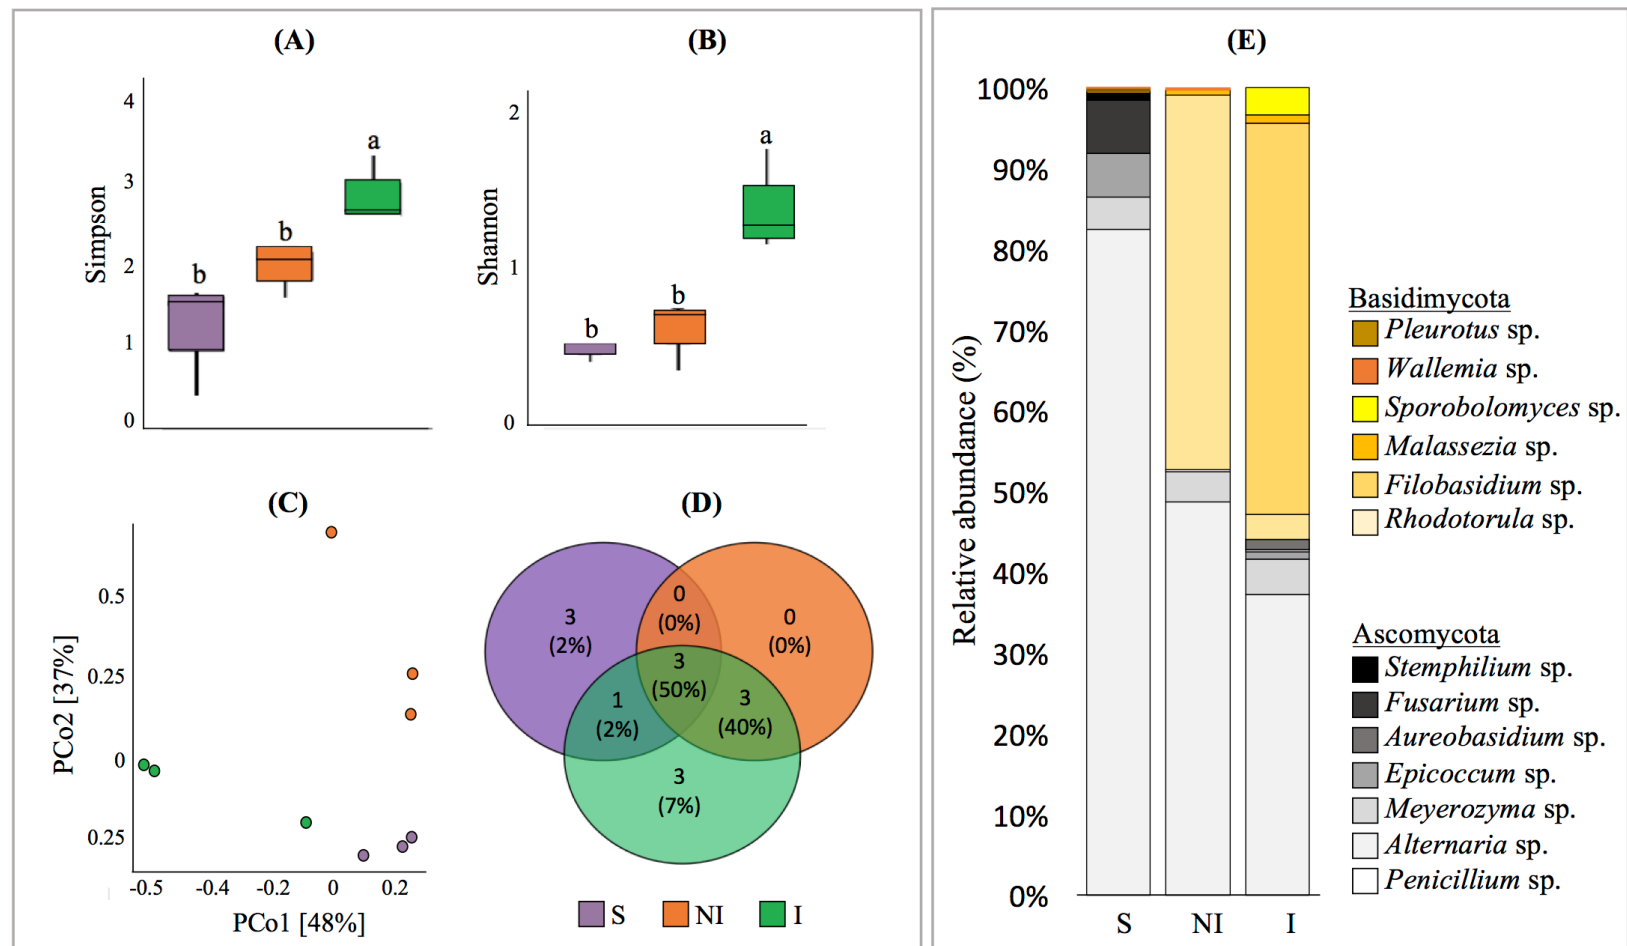 (A)
4
3
2
1
0
Simpson
a
b
b
(B)
2
1
0
Shannon
a
b
b
(C)
0.5
0.25
0
0.25
PCo2 [37%]
-0.5 -0.4 -0.2 0 0.2
PCo1 [48%]
(D)
3
(2%)
0
(0%)
0
(0%)
3
(50%)
1
(2%)
3
(40%)
3
(7%)
S NI I
(E)
100%
90%
80%
70%
60%
50%
40%
30%
20%
10%
0%
Relative abundance (%)
S NI I
Basidimycota
Pleurotus sp.
Wallemia sp.
Sporobolomyces sp.
Malassezia sp.
Filobasidium sp.
Rhodotorula sp.
Ascomycota
Stemphilium sp.
Fusarium sp.
Aureobasidium sp.
Epicoccum sp.
Meyerozyma sp.
Alternaria sp.
Penicillium sp.